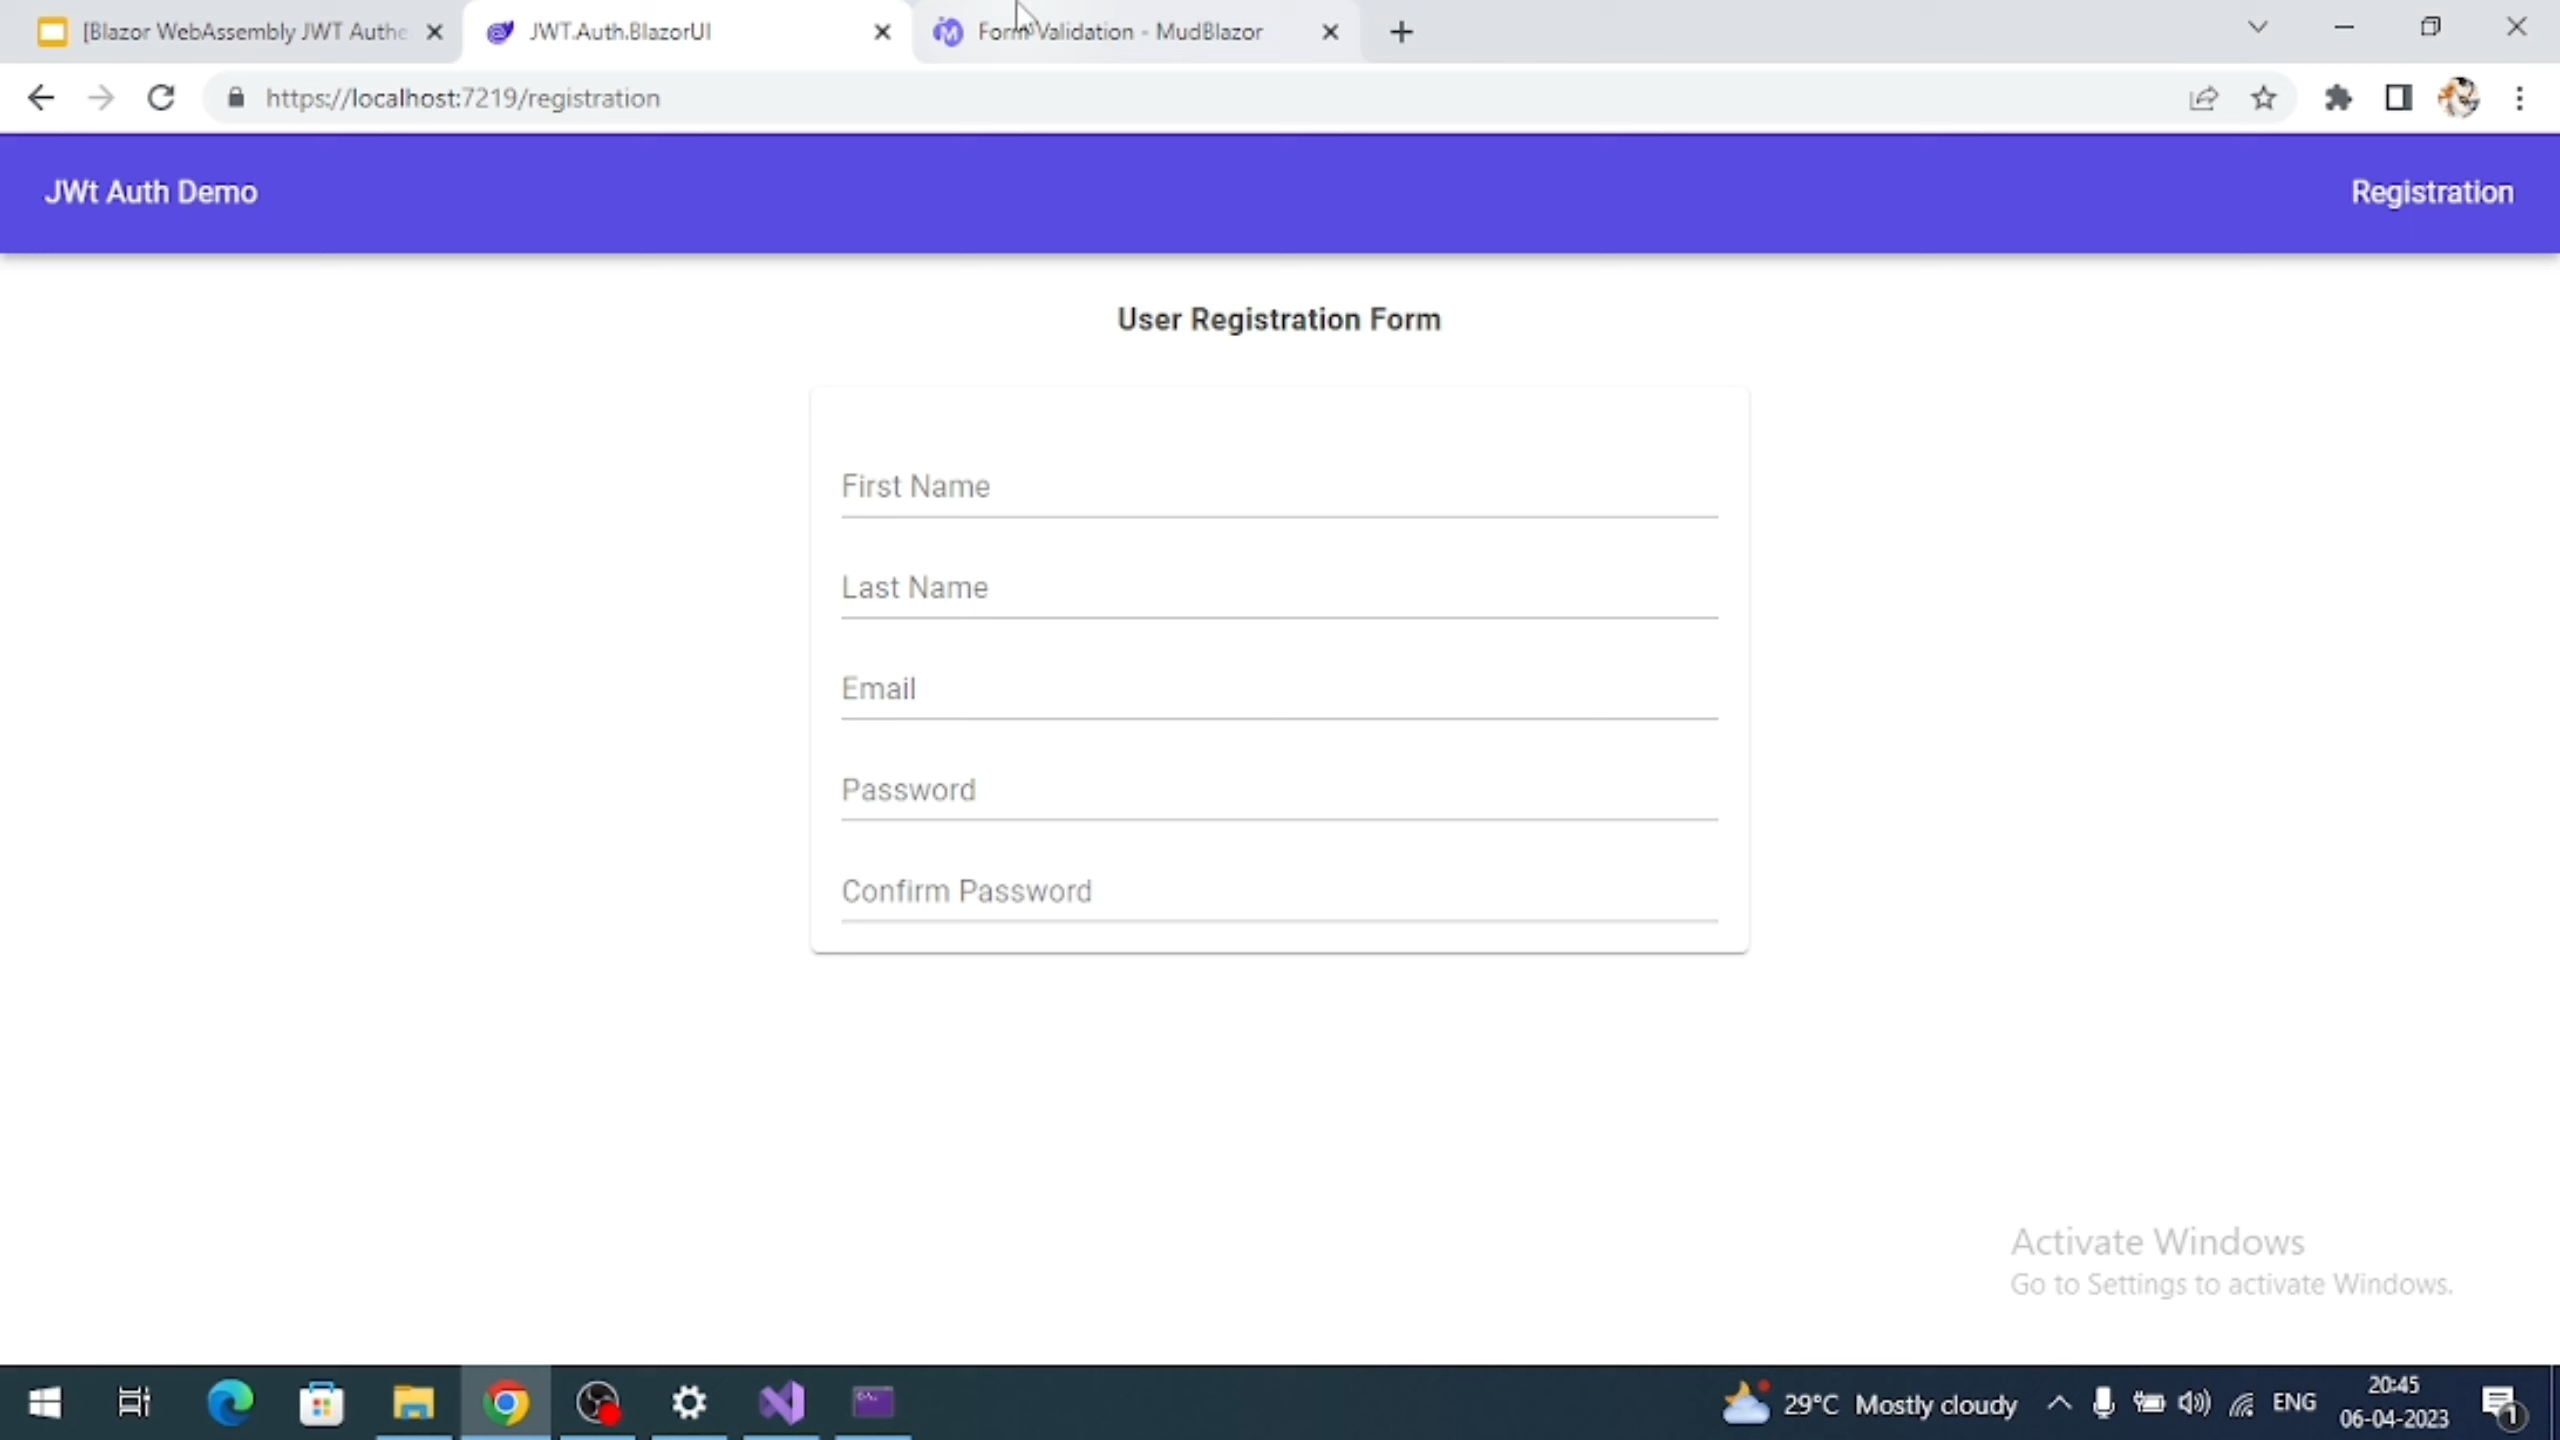 [Blazor WebAssembly JWT Authe
JWT.Auth.BlazorUI
Form Validation - MudBlazor
https://localhost:7219/registration
JWt Auth Demo
Registration
User Registration Form
First Name
Last Name
Email
Password
Confirm Password
Activate Windows
Go to Settings to activate Windows.
29°C Mostly cloudy
ENG
20:45
06-04-2023
1